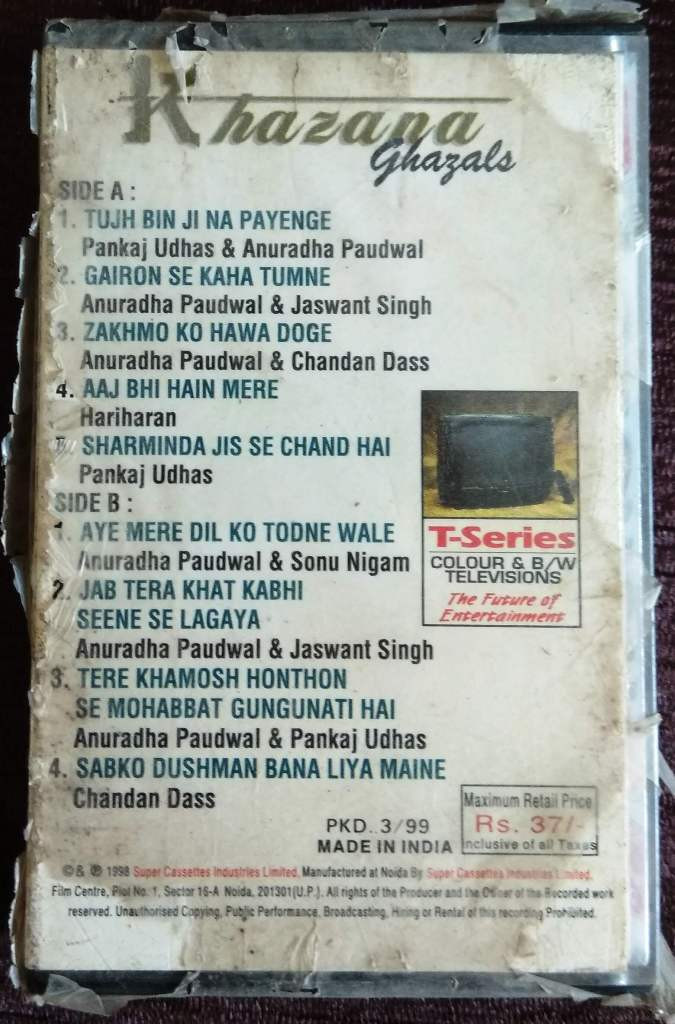 Khazana
Ghazals
SIDE A :
1. TUJH BIN JI NA PAYENGE
Pankaj Udhas & Anuradha Paudwal
2. GAIRON SE KAHA TUMNE
Anuradha Paudwal & Jaswant Singh
3. ZAKHMO KO HAWA DOGE
Anuradha Paudwal & Chandan Dass
4. AAJ BHI HAIN MERE
Hariharan
5. SHARMINDA JIS SE CHAND HAI
Pankaj Udhas
SIDE B :
1. AYE MERE DIL KO TODNE WALE
Anuradha Paudwal & Sonu Nigam
2. JAB TERA KHAT KABHI
SEENE SE LAGAYA
Anuradha Paudwal & Jaswant Singh
3. TERE KHAMOSH HONTHON
SE MOHABBAT GUNGUNATI HAI
Anuradha Paudwal & Pankaj Udhas
4. SABKO DUSHMAN BANA LIYA MAINE
Chandan Dass
T-Series
COLOUR & B/W
TELEVISIONS
The Future of
Entertainment
PKD. 3/99
MADE IN INDIA
Maximum Retail Price
Rs. 37/-
inclusive of all Taxes
©& ℗ 1998 Super Cassettes Industries Limited. Manufactured at Noida By Super Cassettes Industries Limited.
Film Centre, Plot No. 1, Sector 16-A Noida. 201301(U.P.). All rights of the Producer and the Owner of the Recorded work
reserved. Unauthorised Copying, Public Performance, Broadcasting, Hiring or Rental of this recording Prohibited.